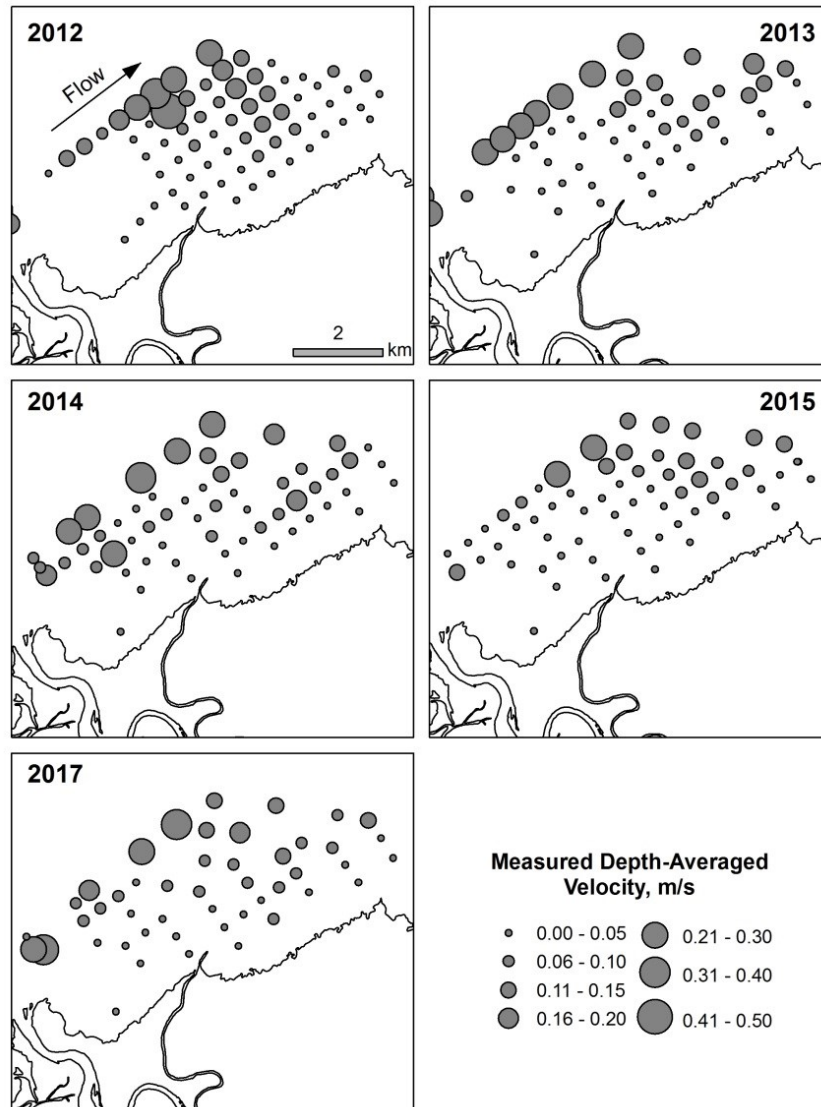 2012
Flow
2
km
2013
2014
2015
2017
Measured Depth-Averaged
Velocity, m/s
0.00 - 0.05
0.06 - 0.10
0.11 - 0.15
0.16 - 0.20
0.21 - 0.30
0.31 - 0.40
0.41 - 0.50